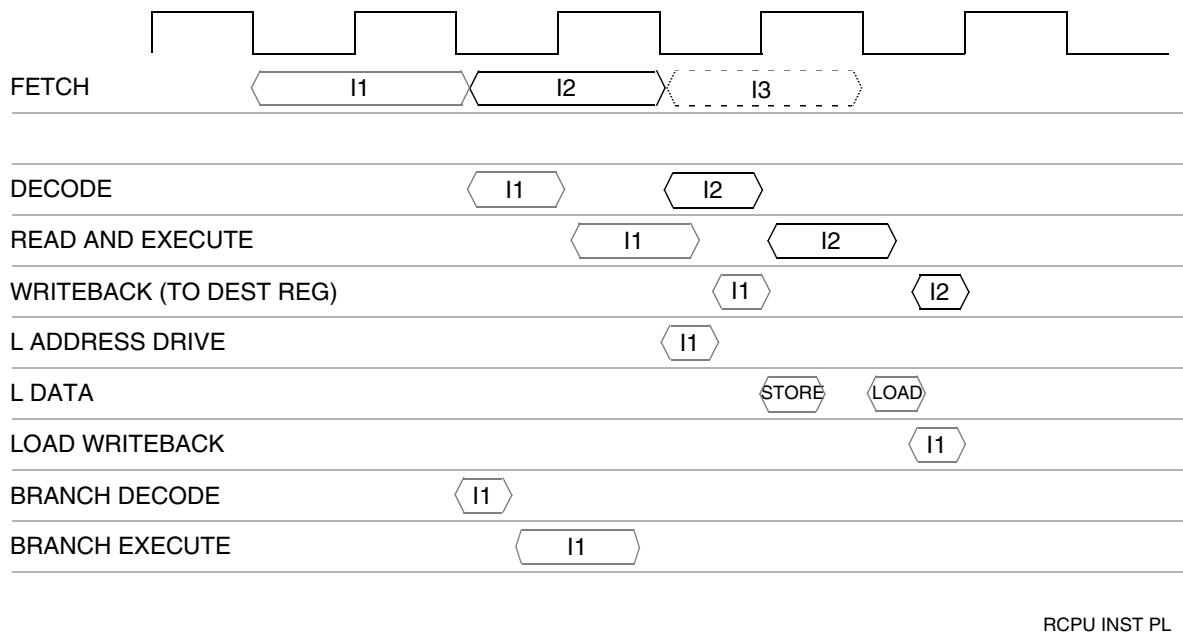 FETCH I1 I2 I3
DECODE I1 I2
READ AND EXECUTE I1 I2
WRITEBACK (TO DEST REG) I1 I2
L ADDRESS DRIVE I1
L DATA STORE LOAD
LOAD WRITEBACK I1
BRANCH DECODE I1
BRANCH EXECUTE I1
RCPU INST PL